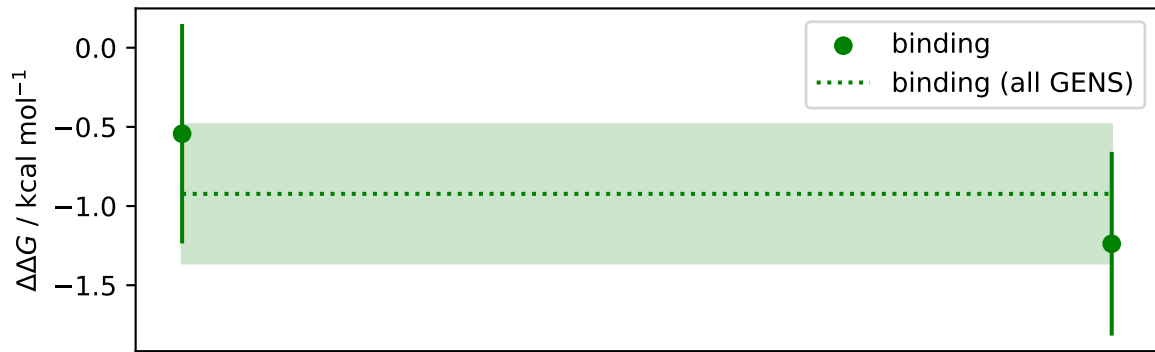 0.0
−0.5
−1.0
−1.5
ΔΔG / kcal mol⁻¹
binding
binding (all GENS)